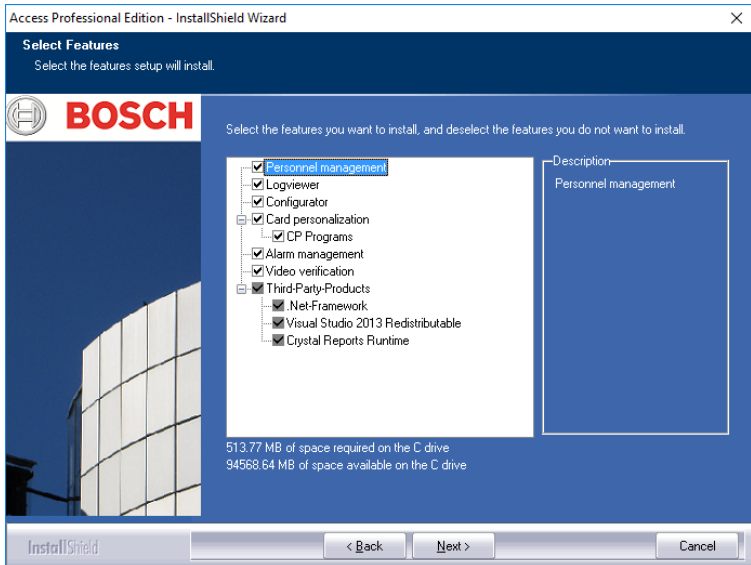 Access Professional Edition - InstallShield Wizard
Select Features
Select the features setup will install.
BOSCH
Select the features you want to install, and deselect the features you do not want to install.
Personnel management
Logviewer
Configurator
Card personalization
CP Programs
Alarm management
Video verification
Third-Party-Products
.Net-Framework
Visual Studio 2013 Redistributable
Crystal Reports Runtime
Description
Personnel management
513.77 MB of space required on the C drive
94568.64 MB of space available on the C drive
InstallShield
< Back
Next >
Cancel